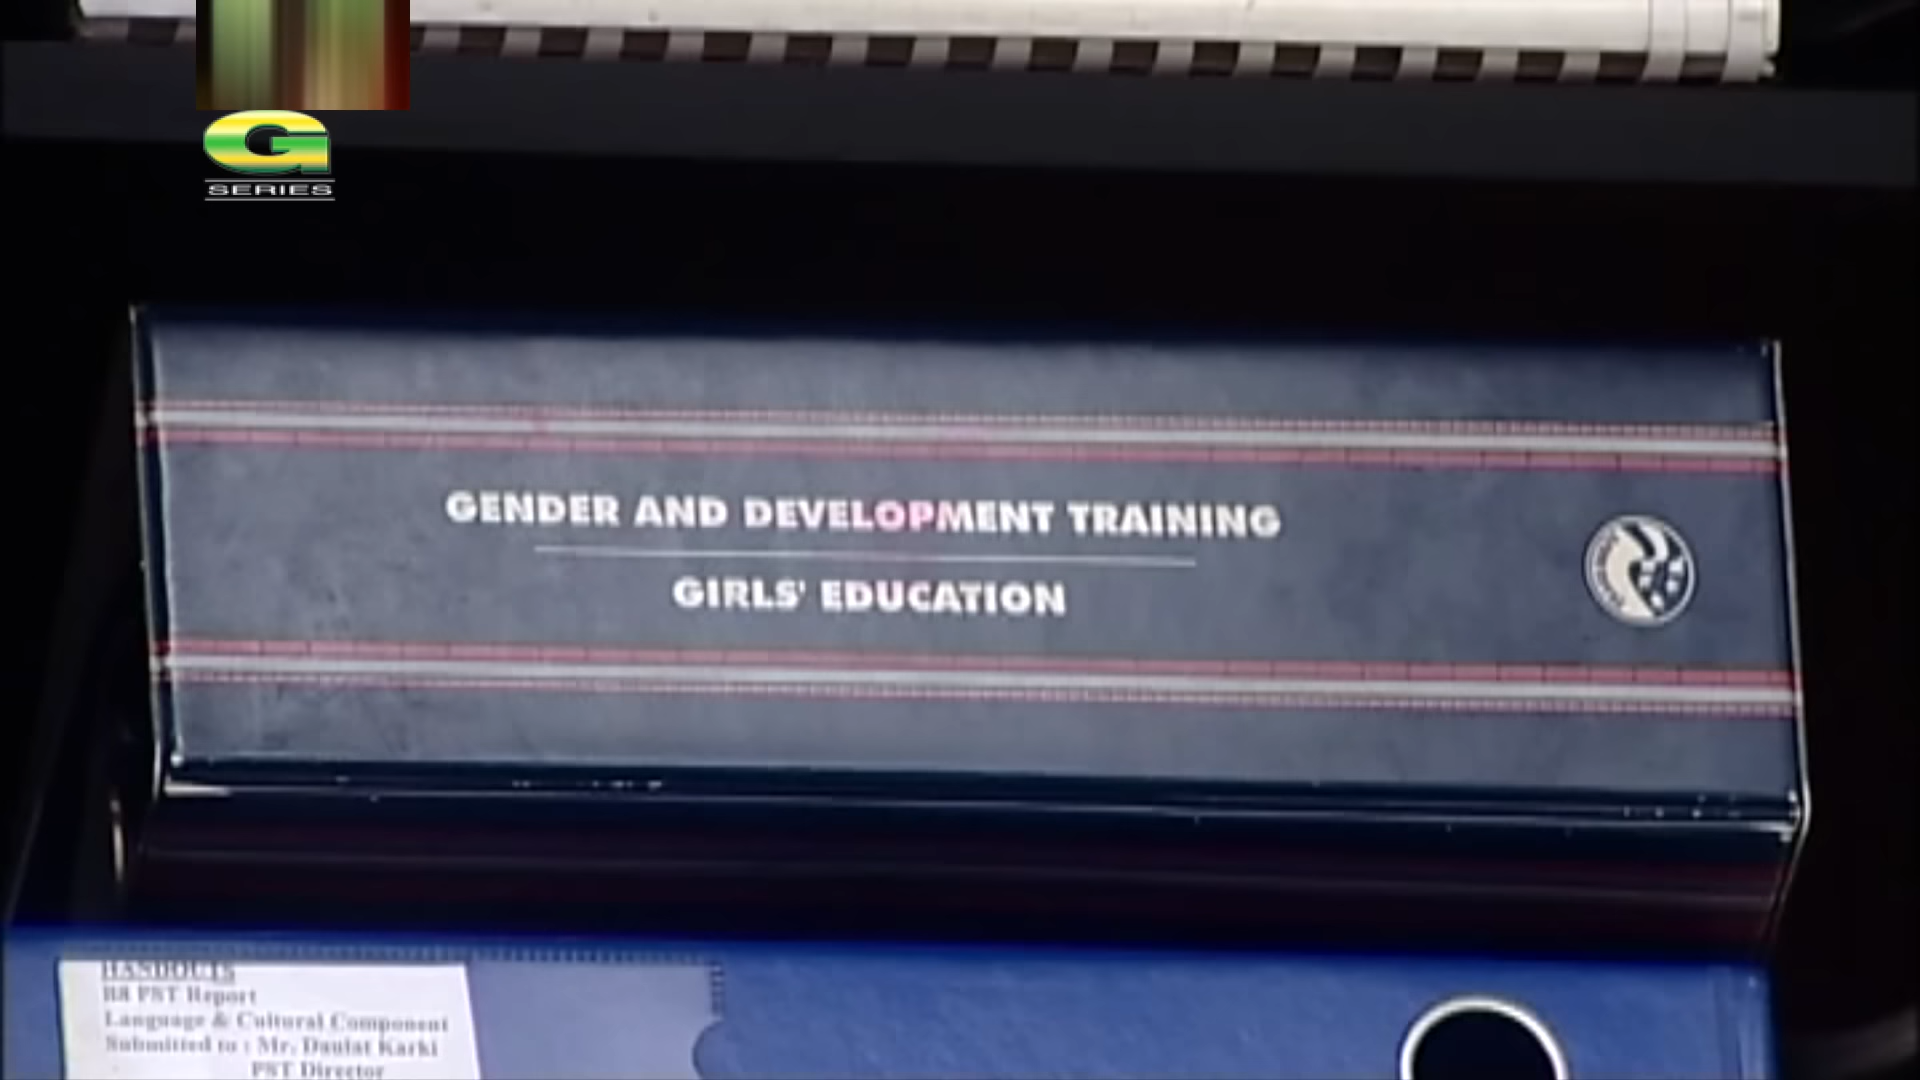 G
SERIES
GENDER AND DEVELOPMENT TRAINING
GIRLS' EDUCATION
HANDOUTS
B8 PST Report
Language & Cultural Component
Submitted to : Mr. Daulat Karki
PST Director